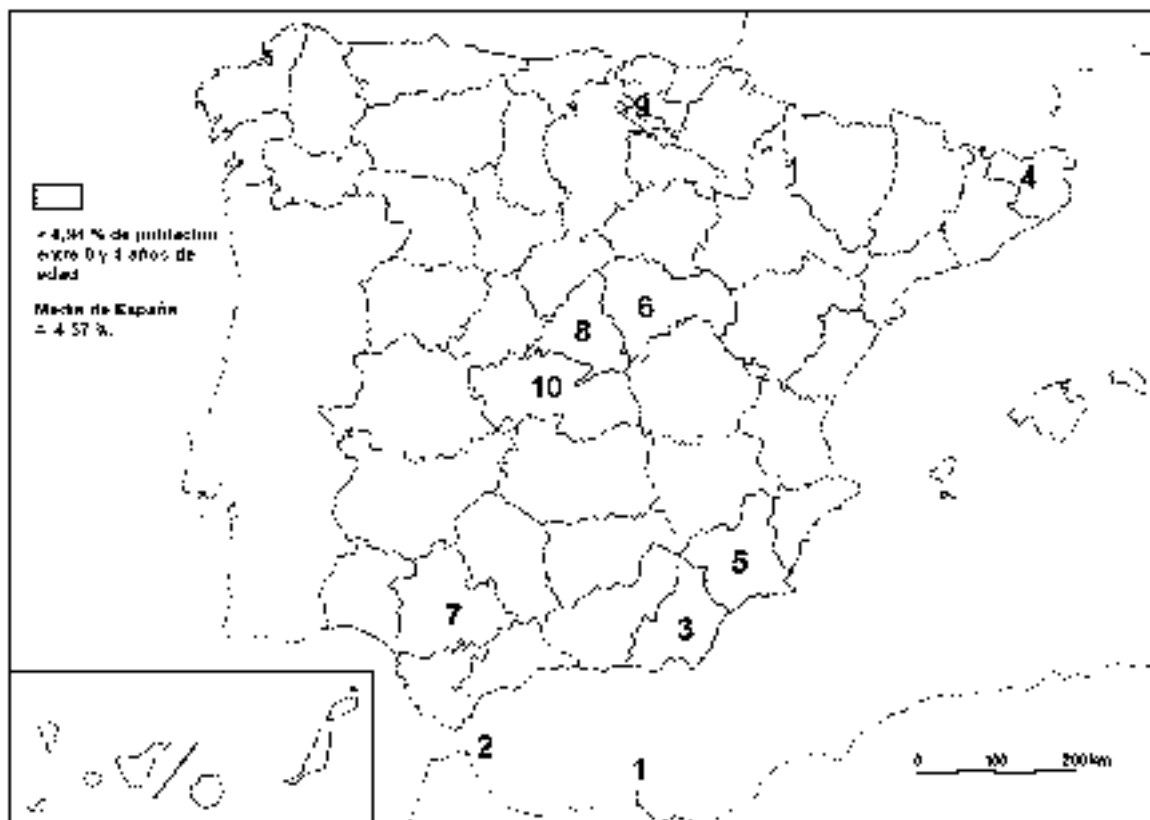 9
4
> 4,94 % de población
entre 0 y 4 años de
edad
6
Media de España
= 4,57 %.
8
10
5
7
3
2
1
0 100 200 km